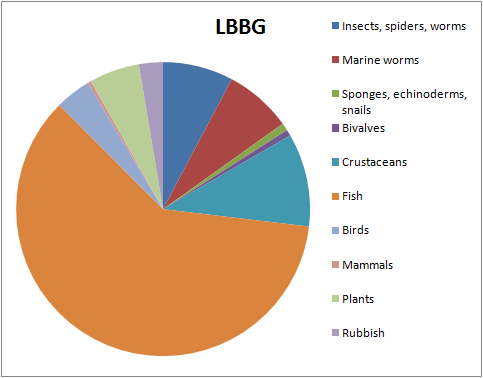 LBBG
Insects, spiders, worms
Marine worms
Sponges, echinoderms,
snails
Bivalves
Crustaceans
Fish
Birds
Mammals
Plants
Rubbish